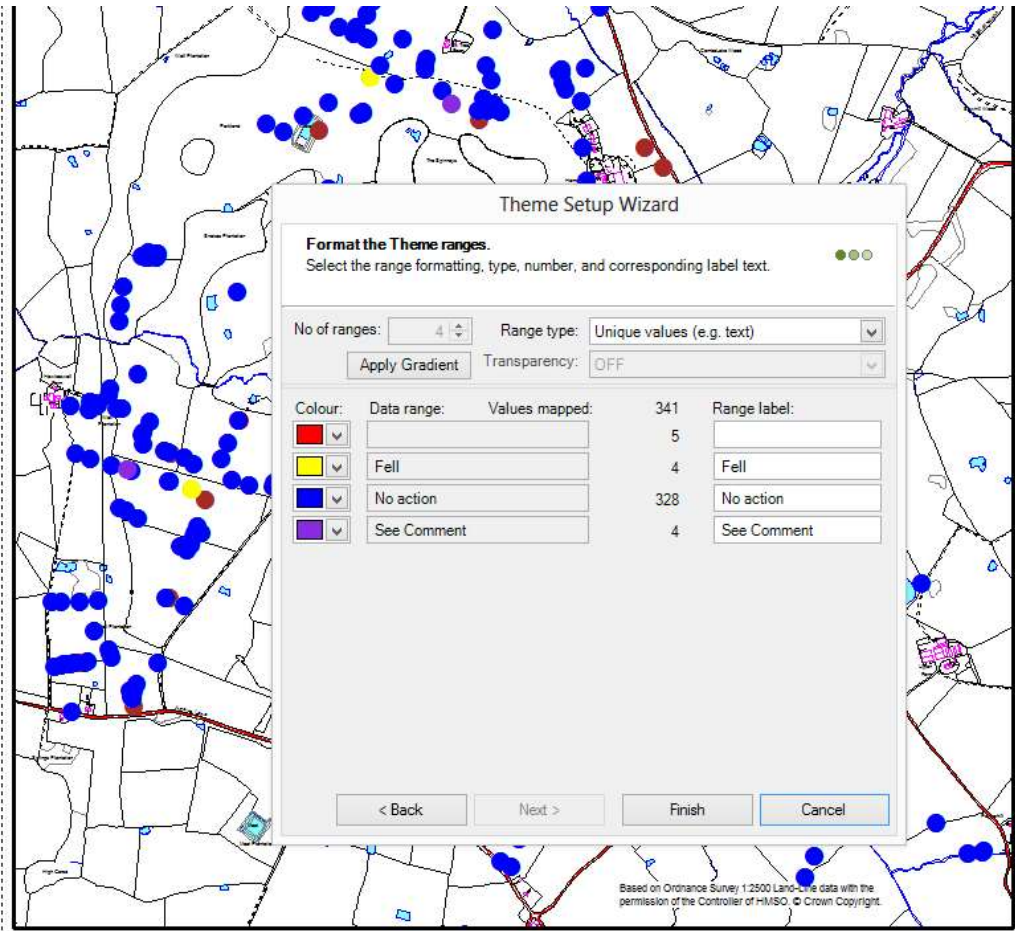 Theme Setup Wizard
Format the Theme ranges.
Select the range formatting, type, number, and corresponding label text.
No of ranges: 4 Range type: Unique values (e.g. text)
Apply Gradient Transparency: OFF
Colour: Data range: Values mapped: 341 Range label:
5
Fell 4 Fell
No action 328 No action
See Comment 4 See Comment
< Back Next > Finish Cancel
Based on Ordnance Survey 1:2500 Land-Line data with the
permission of the Controller of HMSO. © Crown Copyright.